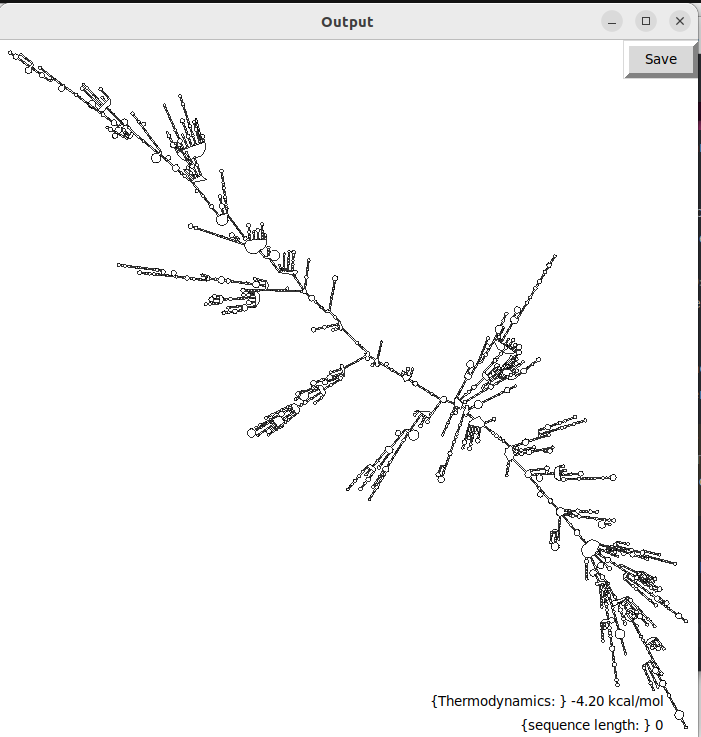 Output
Save
{Thermodynamics: } -4.20 kcal/mol
{sequence length: } 0